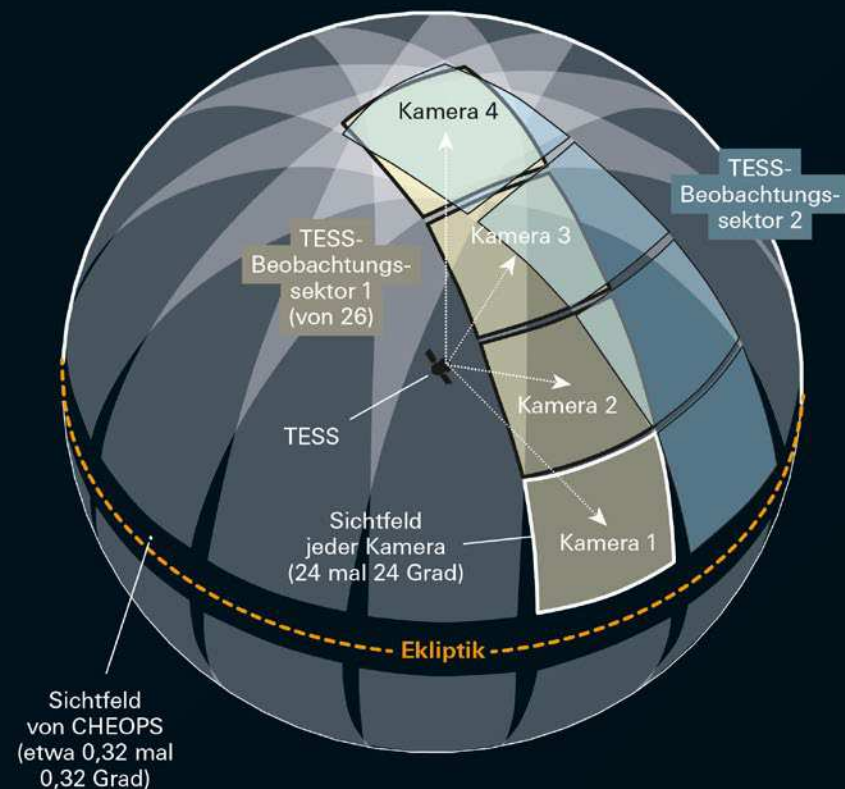 Kamera 4
TESS-
Beobachtungs-
sektor 2
Kamera 3
TESS-
Beobachtungs-
sektor 1
(von 26)
Kamera 2
TESS
Sichtfeld
jeder Kamera
(24 mal 24 Grad)
Kamera 1
Ekliptik
Sichtfeld
von CHEOPS
(etwa 0,32 mal
0,32 Grad)